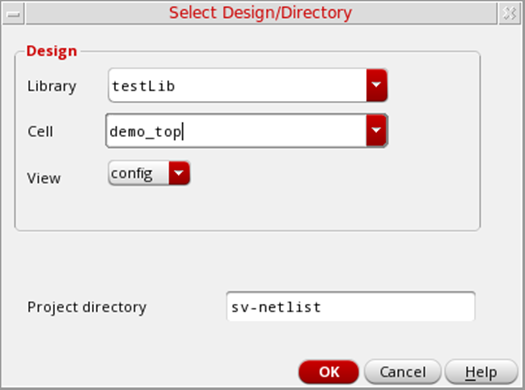 Select Design/Directory
Design
Library testLib
Cell demo_top
View config
Project directory sv-netlist
OK Cancel Help